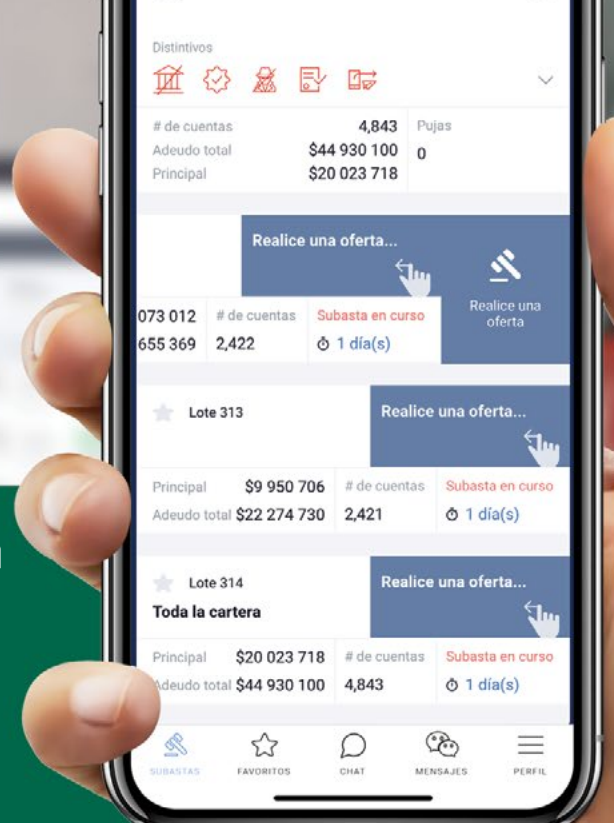 Distintivos
# de cuentas 4,843 Pujas
Adeudo total $44 930 100 0
Principal $20 023 718
Realice una oferta...
Realice una
oferta
073 012 # de cuentas Subasta en curso
655 369 2,422 1 día(s)
Lote 313 Realice una oferta...
Principal $9 950 706 # de cuentas Subasta en curso
Adeudo total $22 274 730 2,421 1 día(s)
Lote 314 Realice una oferta...
Toda la cartera
Principal $20 023 718 # de cuentas Subasta en curso
Adeudo total $44 930 100 4,843 1 día(s)
SUBASTAS FAVORITOS CHAT MENSAJES PERFIL